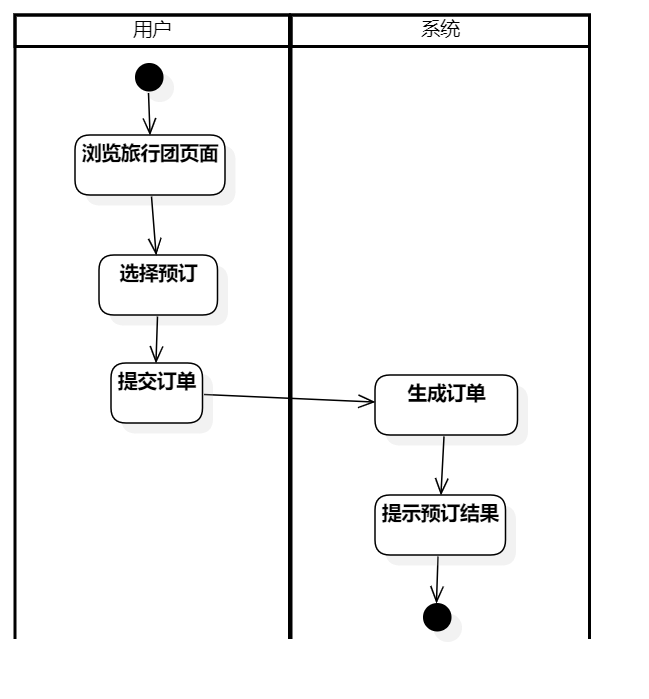 用户
系统
浏览旅行团页面
选择预订
提交订单
生成订单
提示预订结果